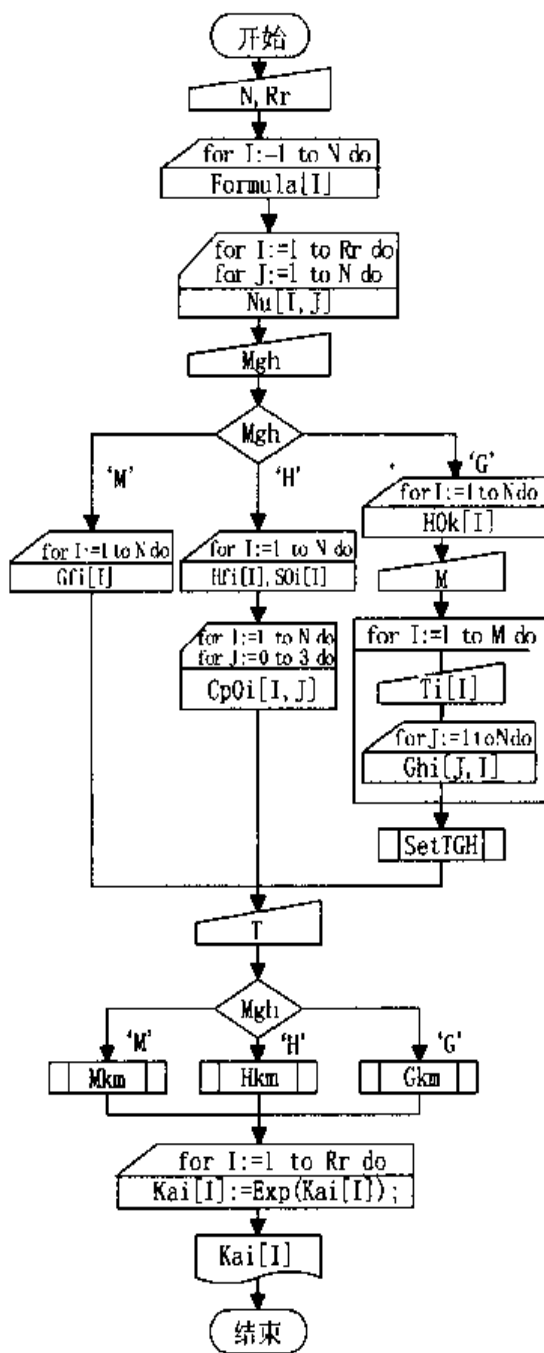 开始
N,Rr
for I:=1 to N do
Formula[I]
for I:=1 to Rr do
for J:=1 to N do
Nu[I,J]
Mgh
Mgh
‘M’
‘H’
‘G’
for I:=1 to N do
Gfi[I]
for I:=1 to N do
Hfi[I],S0i[I]
for I:=1 to N do
for J:=0 to 3 do
Cp0i[I,J]
for I:=1 to N do
H0k[I]
M
for I:=1 to M do
Ti[I]
for J:=1 to N do
Ghi[J,I]
SetTGH
T
Mgh
‘M’
‘H’
‘G’
Mkm
Hkm
Gkm
for I:=1 to Rr do
Kai[I]:=Exp(Kai[I]);
Kai[I]
结束